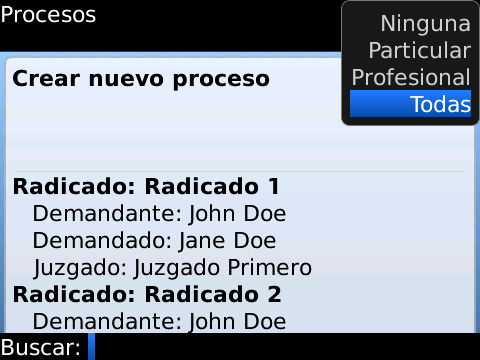 Procesos
Ninguna
Particular
Profesional
Todas
Crear nuevo proceso
Radicado: Radicado 1
Demandante: John Doe
Demandado: Jane Doe
Juzgado: Juzgado Primero
Radicado: Radicado 2
Demandante: John Doe
Buscar: